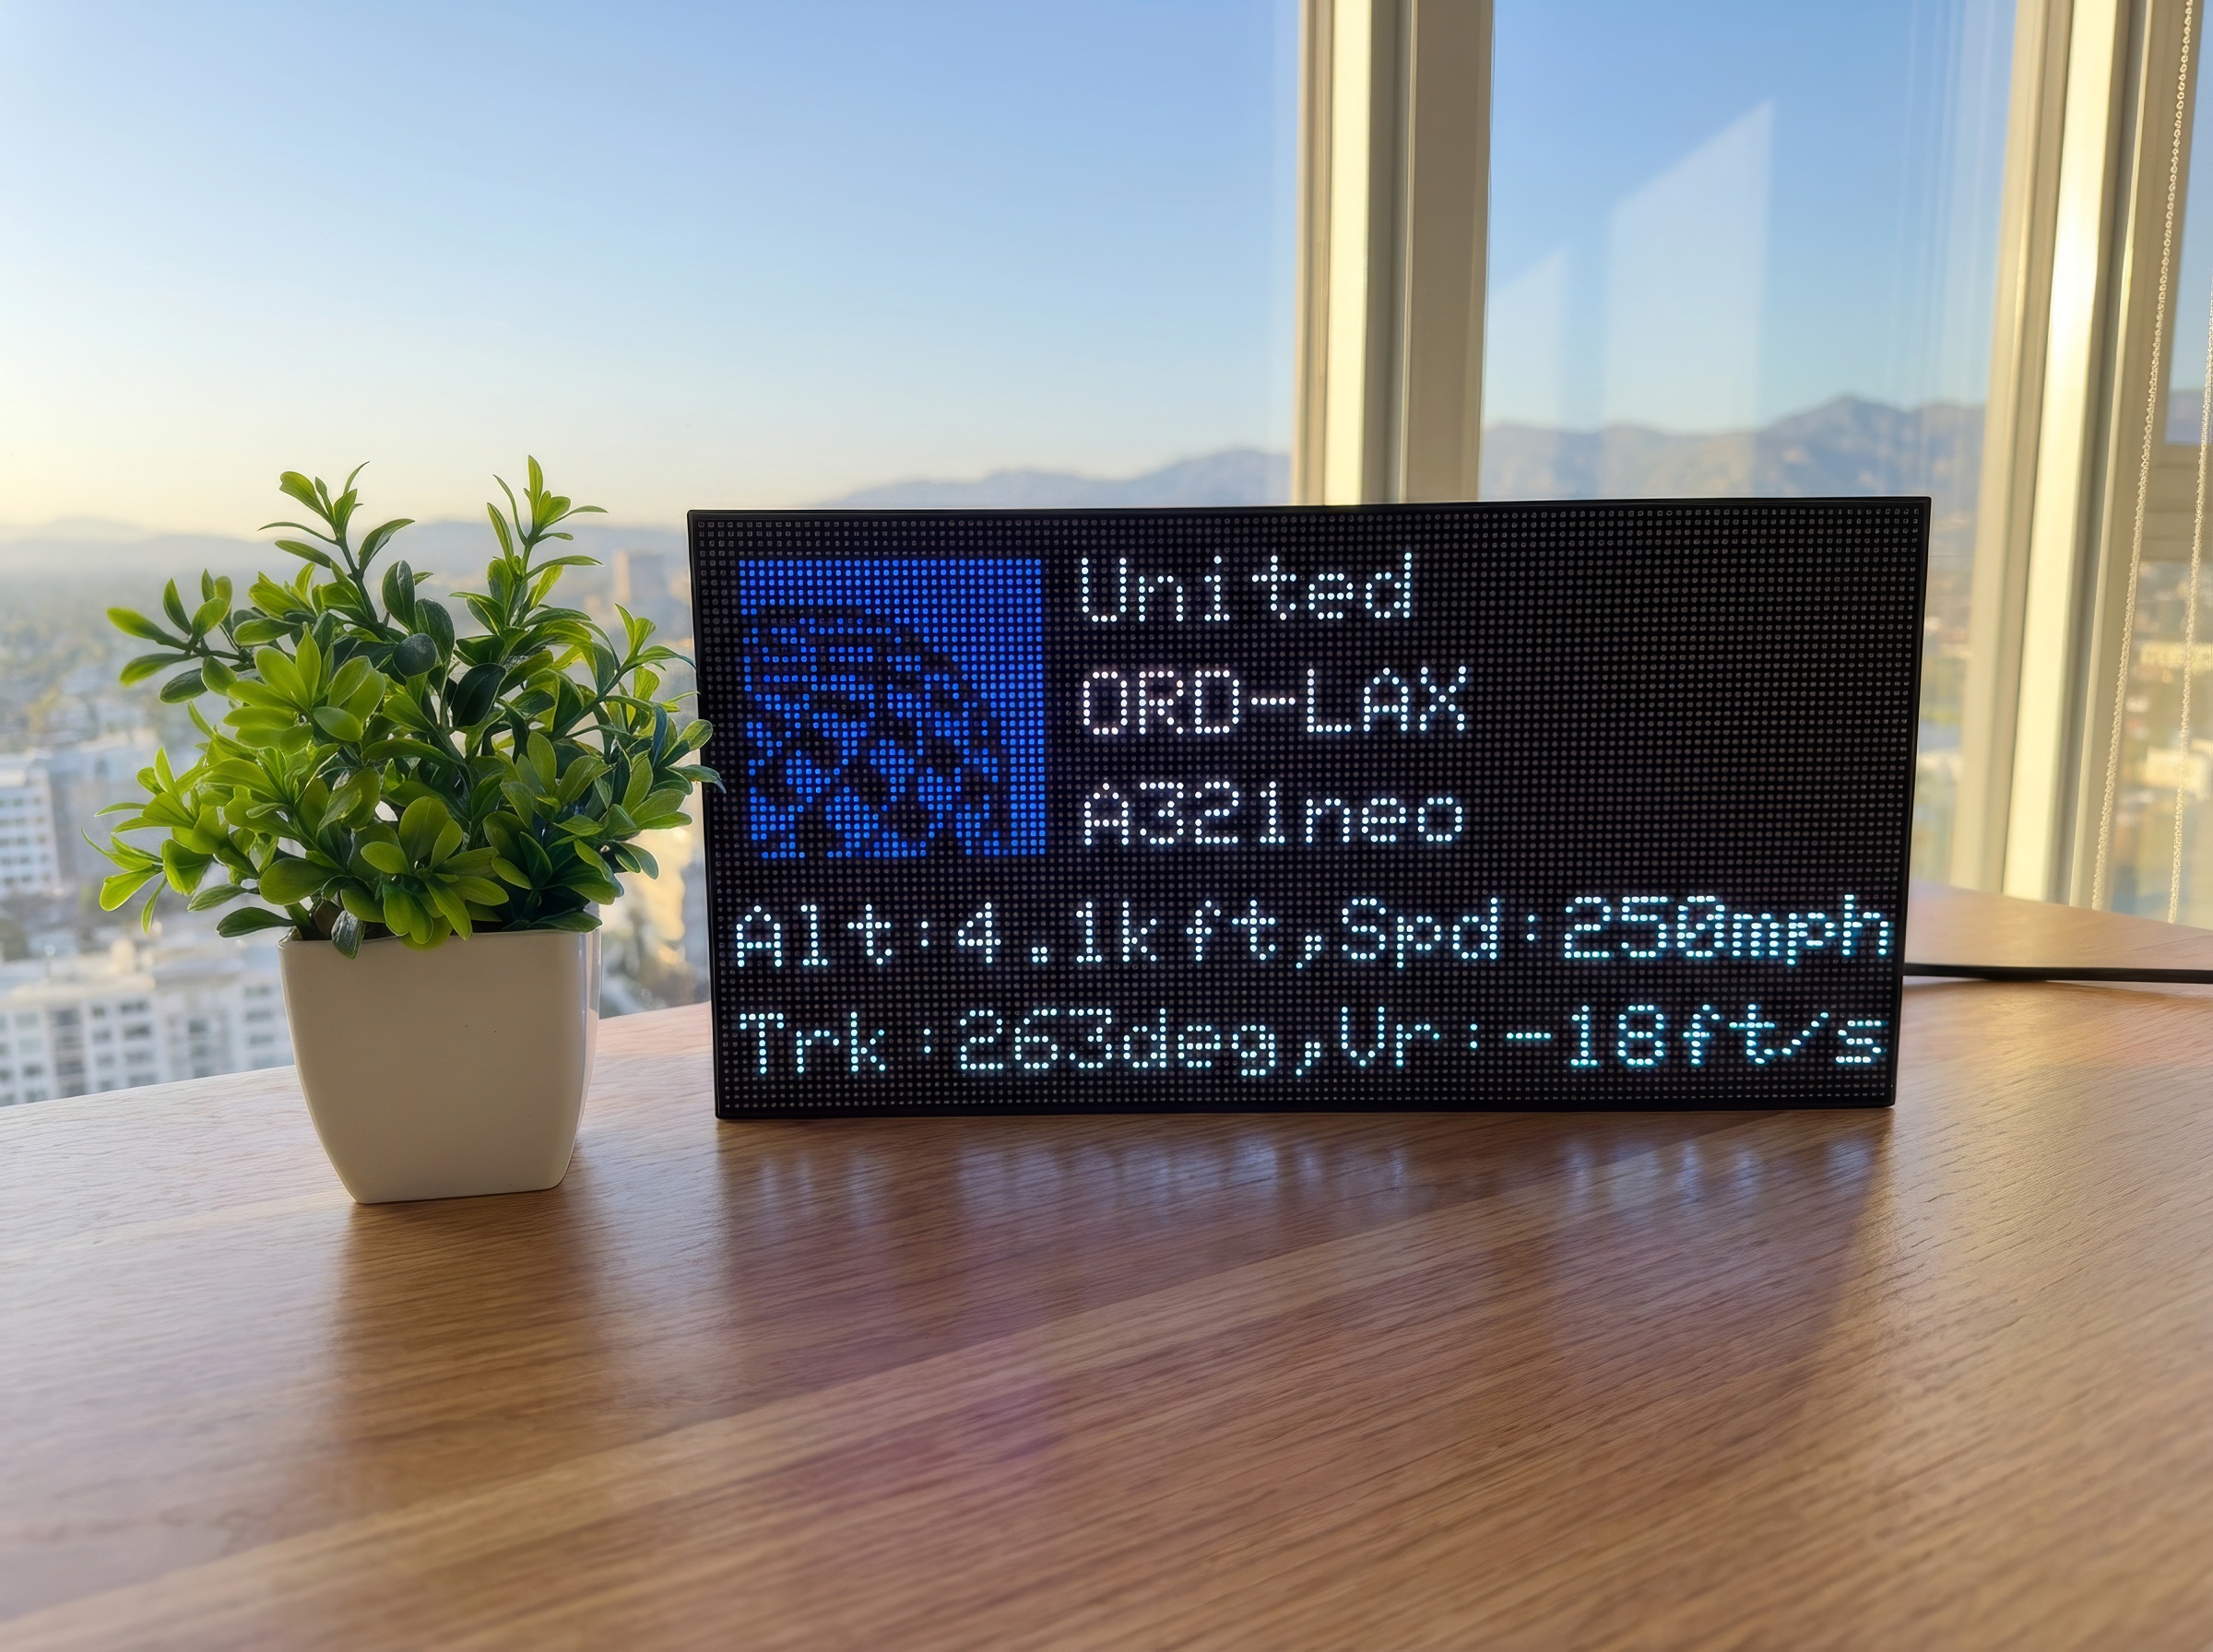 United
ORD-LAX
A321neo
Alt:4.1kft,Spd:250mph
Trk:263deg,Vr:-18ft/s